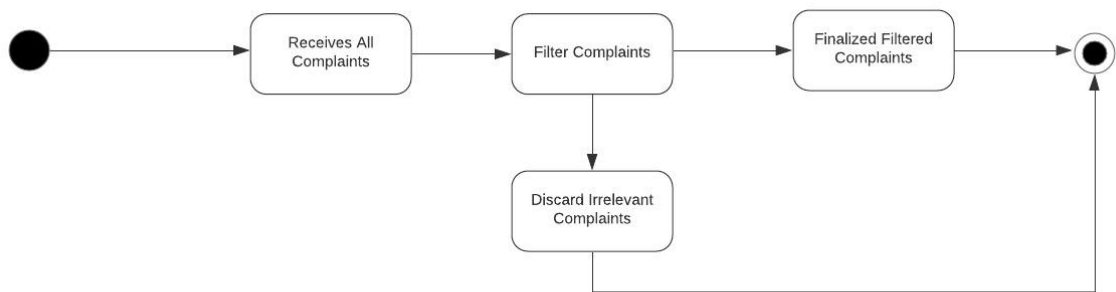 Receives All
Complaints
Filter Complaints
Finalized Filtered
Complaints
Discard Irrelevant
Complaints